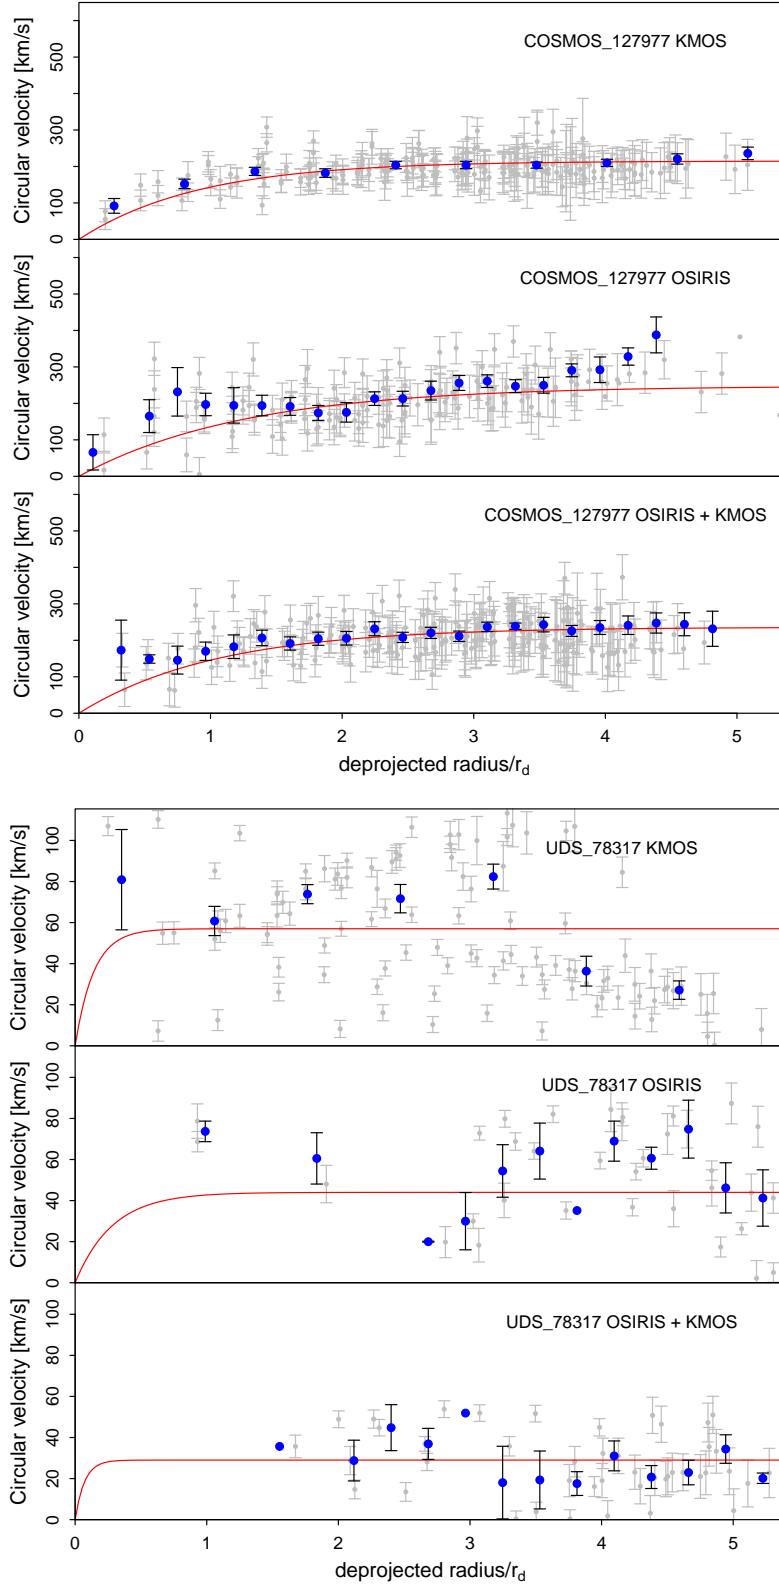 COSMOS_127977 KMOS
Circular velocity [km/s]
0 100 300 500
COSMOS_127977 OSIRIS
Circular velocity [km/s]
0 100 300 500
COSMOS_127977 OSIRIS + KMOS
Circular velocity [km/s]
0 100 300 500
0 1 2 3 4 5
deprojected radius/r_d
UDS_78317 KMOS
Circular velocity [km/s]
0 20 40 60 80 100
UDS_78317 OSIRIS
Circular velocity [km/s]
0 20 40 60 80 100
UDS_78317 OSIRIS + KMOS
Circular velocity [km/s]
0 20 40 60 80 100
0 1 2 3 4 5
deprojected radius/r_d